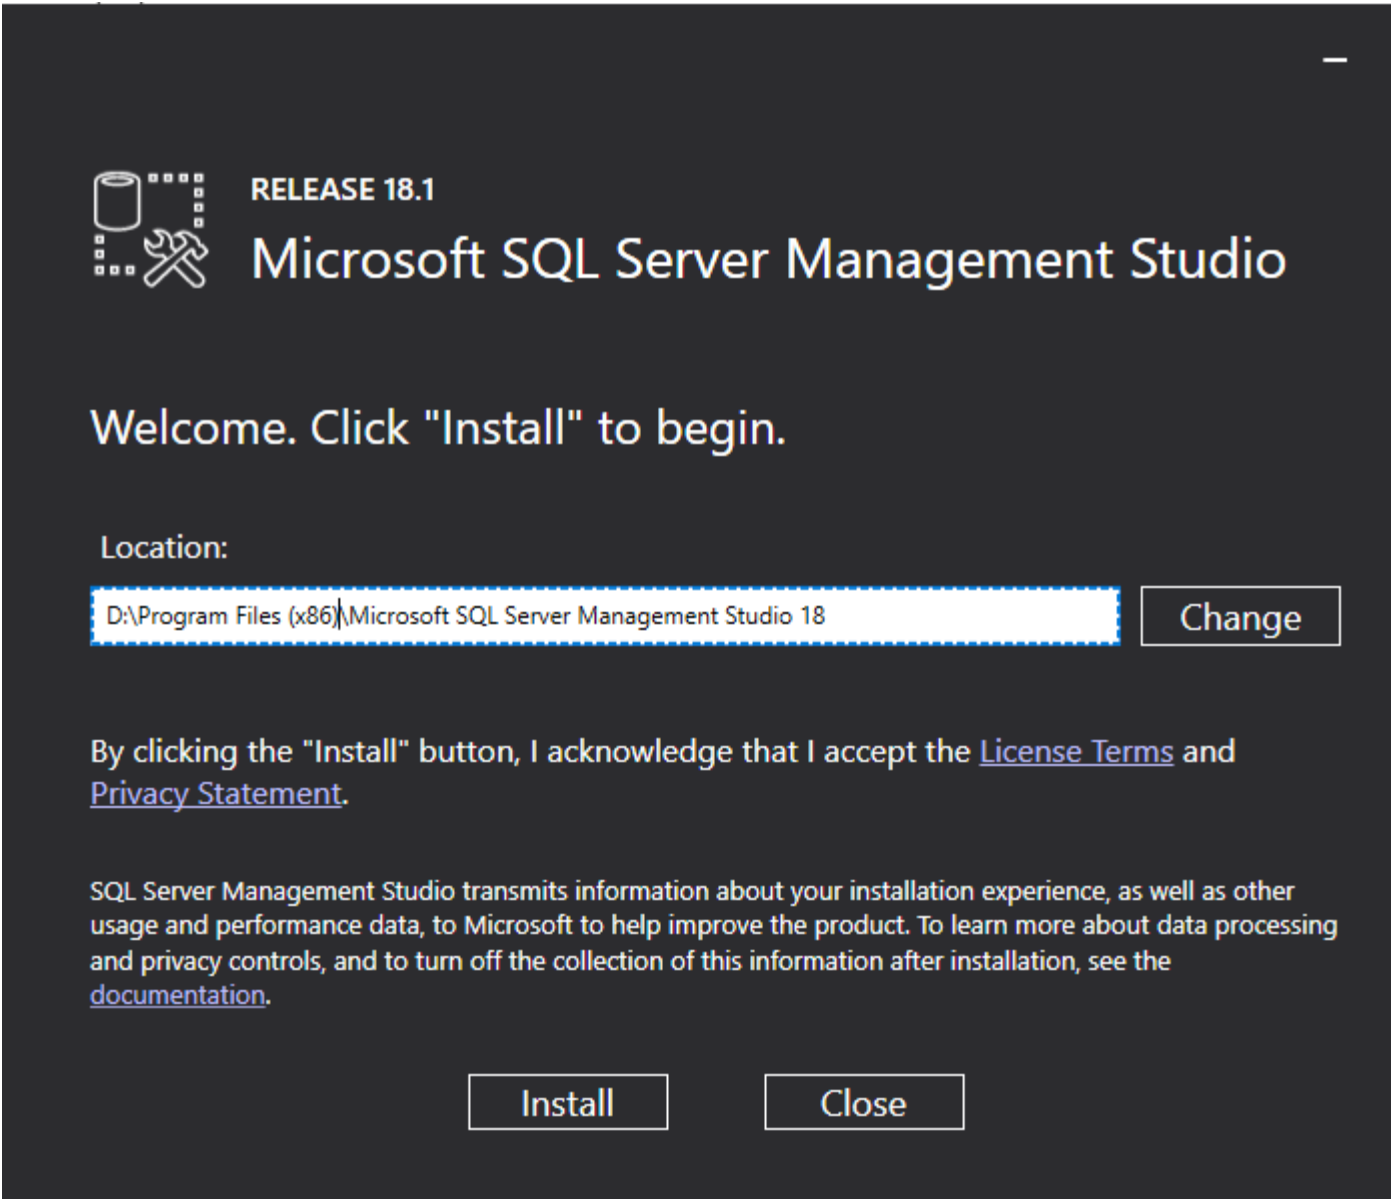 RELEASE 18.1
Microsoft SQL Server Management Studio
Welcome. Click "Install" to begin.
Location:
D:\Program Files (x86)\Microsoft SQL Server Management Studio 18
Change
By clicking the "Install" button, I acknowledge that I accept the License Terms and
Privacy Statement.
SQL Server Management Studio transmits information about your installation experience, as well as other
usage and performance data, to Microsoft to help improve the product. To learn more about data processing
and privacy controls, and to turn off the collection of this information after installation, see the
documentation.
Install
Close